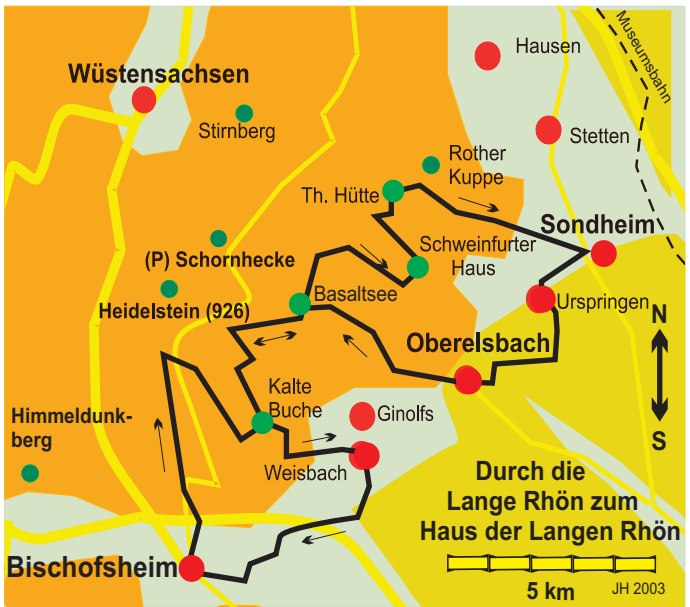 Museumsbahn
Hausen
Wüstensachsen
Stirnberg
Stetten
Rother
Kuppe
Th. Hütte
Sondheim
(P) Schornhecke
Schweinfurter
Haus
Heidelstein (926)
Basaltsee
Urspringen
N
Oberelsbach
Kalte
Buche
Himmeldunk-
berg
Ginolfs
S
Weisbach
Durch die
Lange Rhön zum
Haus der Langen Rhön
Bischofsheim
5 km
JH 2003